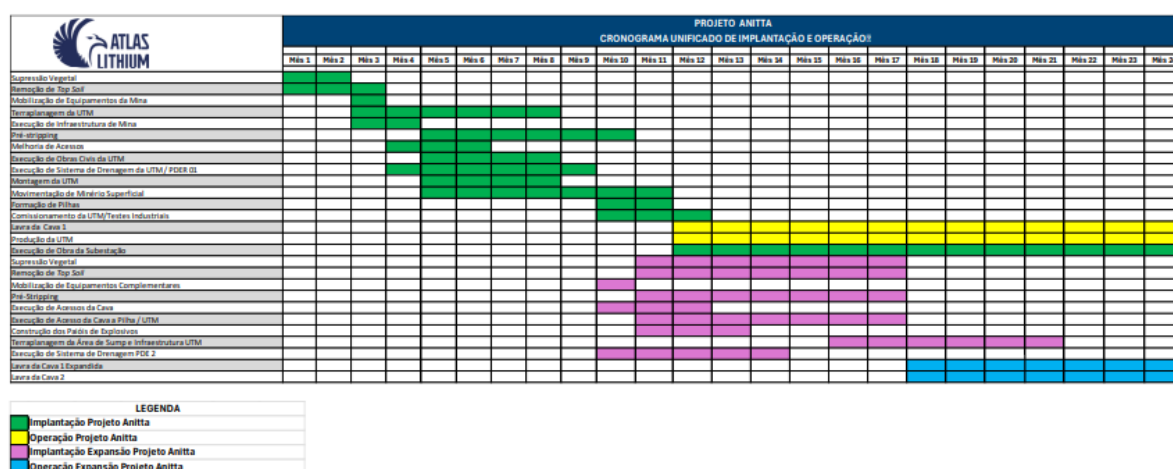 ATLAS
LITHIUM
PROJETO ANITTA
CRONOGRAMA UNIFICADO DE IMPLANTAÇÃO E OPERAÇÃO!!
Mês 1 Mês 2 Mês 3 Mês 4 Mês 5 Mês 6 Mês 7 Mês 8 Mês 9 Mês 10 Mês 11 Mês 12 Mês 13 Mês 14 Mês 15 Mês 16 Mês 17 Mês 18 Mês 19 Mês 20 Mês 21 Mês 22 Mês 23 Mês
Supressão Vegetal
Remoção de Top Soil
Mobilização de Equipamentos da Mina
Terraplanagem da UTM
Execução de Infraestrutura de Mina
Pré-stripping
Melhoria de Acessos
Execução de Obras Civis da UTM
Execução de Sistema de Drenagem da UTM / PDER 01
Montagem da UTM
Movimentação de Minério Superficial
Formação de Pilhas
Comissionamento da UTM/Testes Industriais
Lavra da Cava 1
Produção da UTM
Execução de Obra da Subestação
Supressão Vegetal
Remoção de Top Soil
Mobilização de Equipamentos Complementares
Pré-Stripping
Execução de Acessos da Cava
Execução de Acesso da Cava a Pilha / UTM
Construção dos Paióis de Explosivos
Terraplanagem da Área de Sump e Infraestrutura UTM
Execução de Sistema de Drenagem PDE 2
Lavra da Cava 1 Expandida
Lavra da Cava 2
LEGENDA
Implantação Projeto Anitta
Operação Projeto Anitta
Implantação Expansão Projeto Anitta
Operação Expansão Projeto Anitta